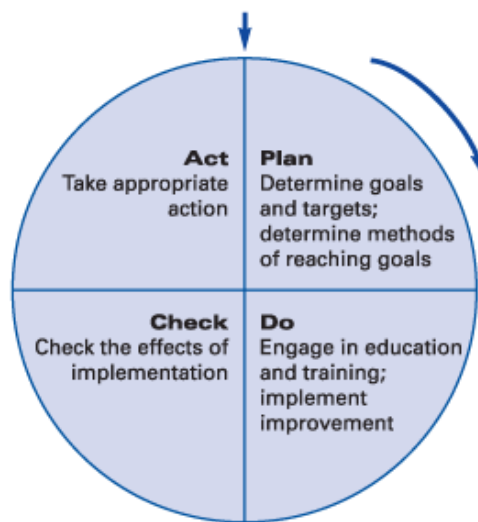 Act
Take appropriate
action
Plan
Determine goals
and targets;
determine methods
of reaching goals
Check
Check the effects of
implementation
Do
Engage in education
and training;
implement
improvement